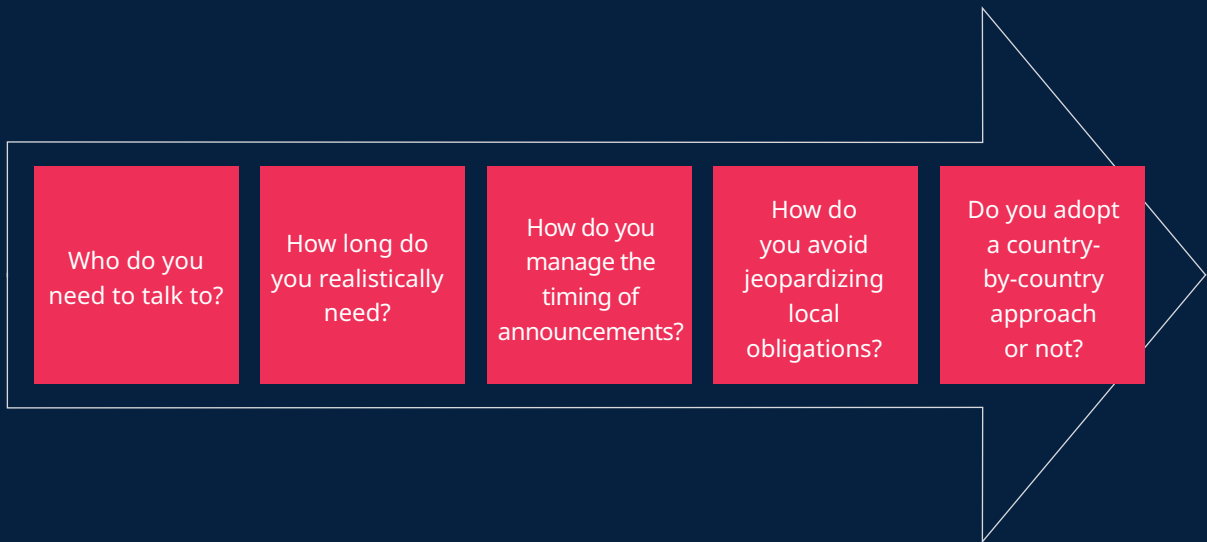 Who do you
need to talk to?
How long do
you realistically
need?
How do you
manage the
timing of
announcements?
How do
you avoid
jeopardizing
local
obligations?
Do you adopt
a country-
by-country
approach
or not?